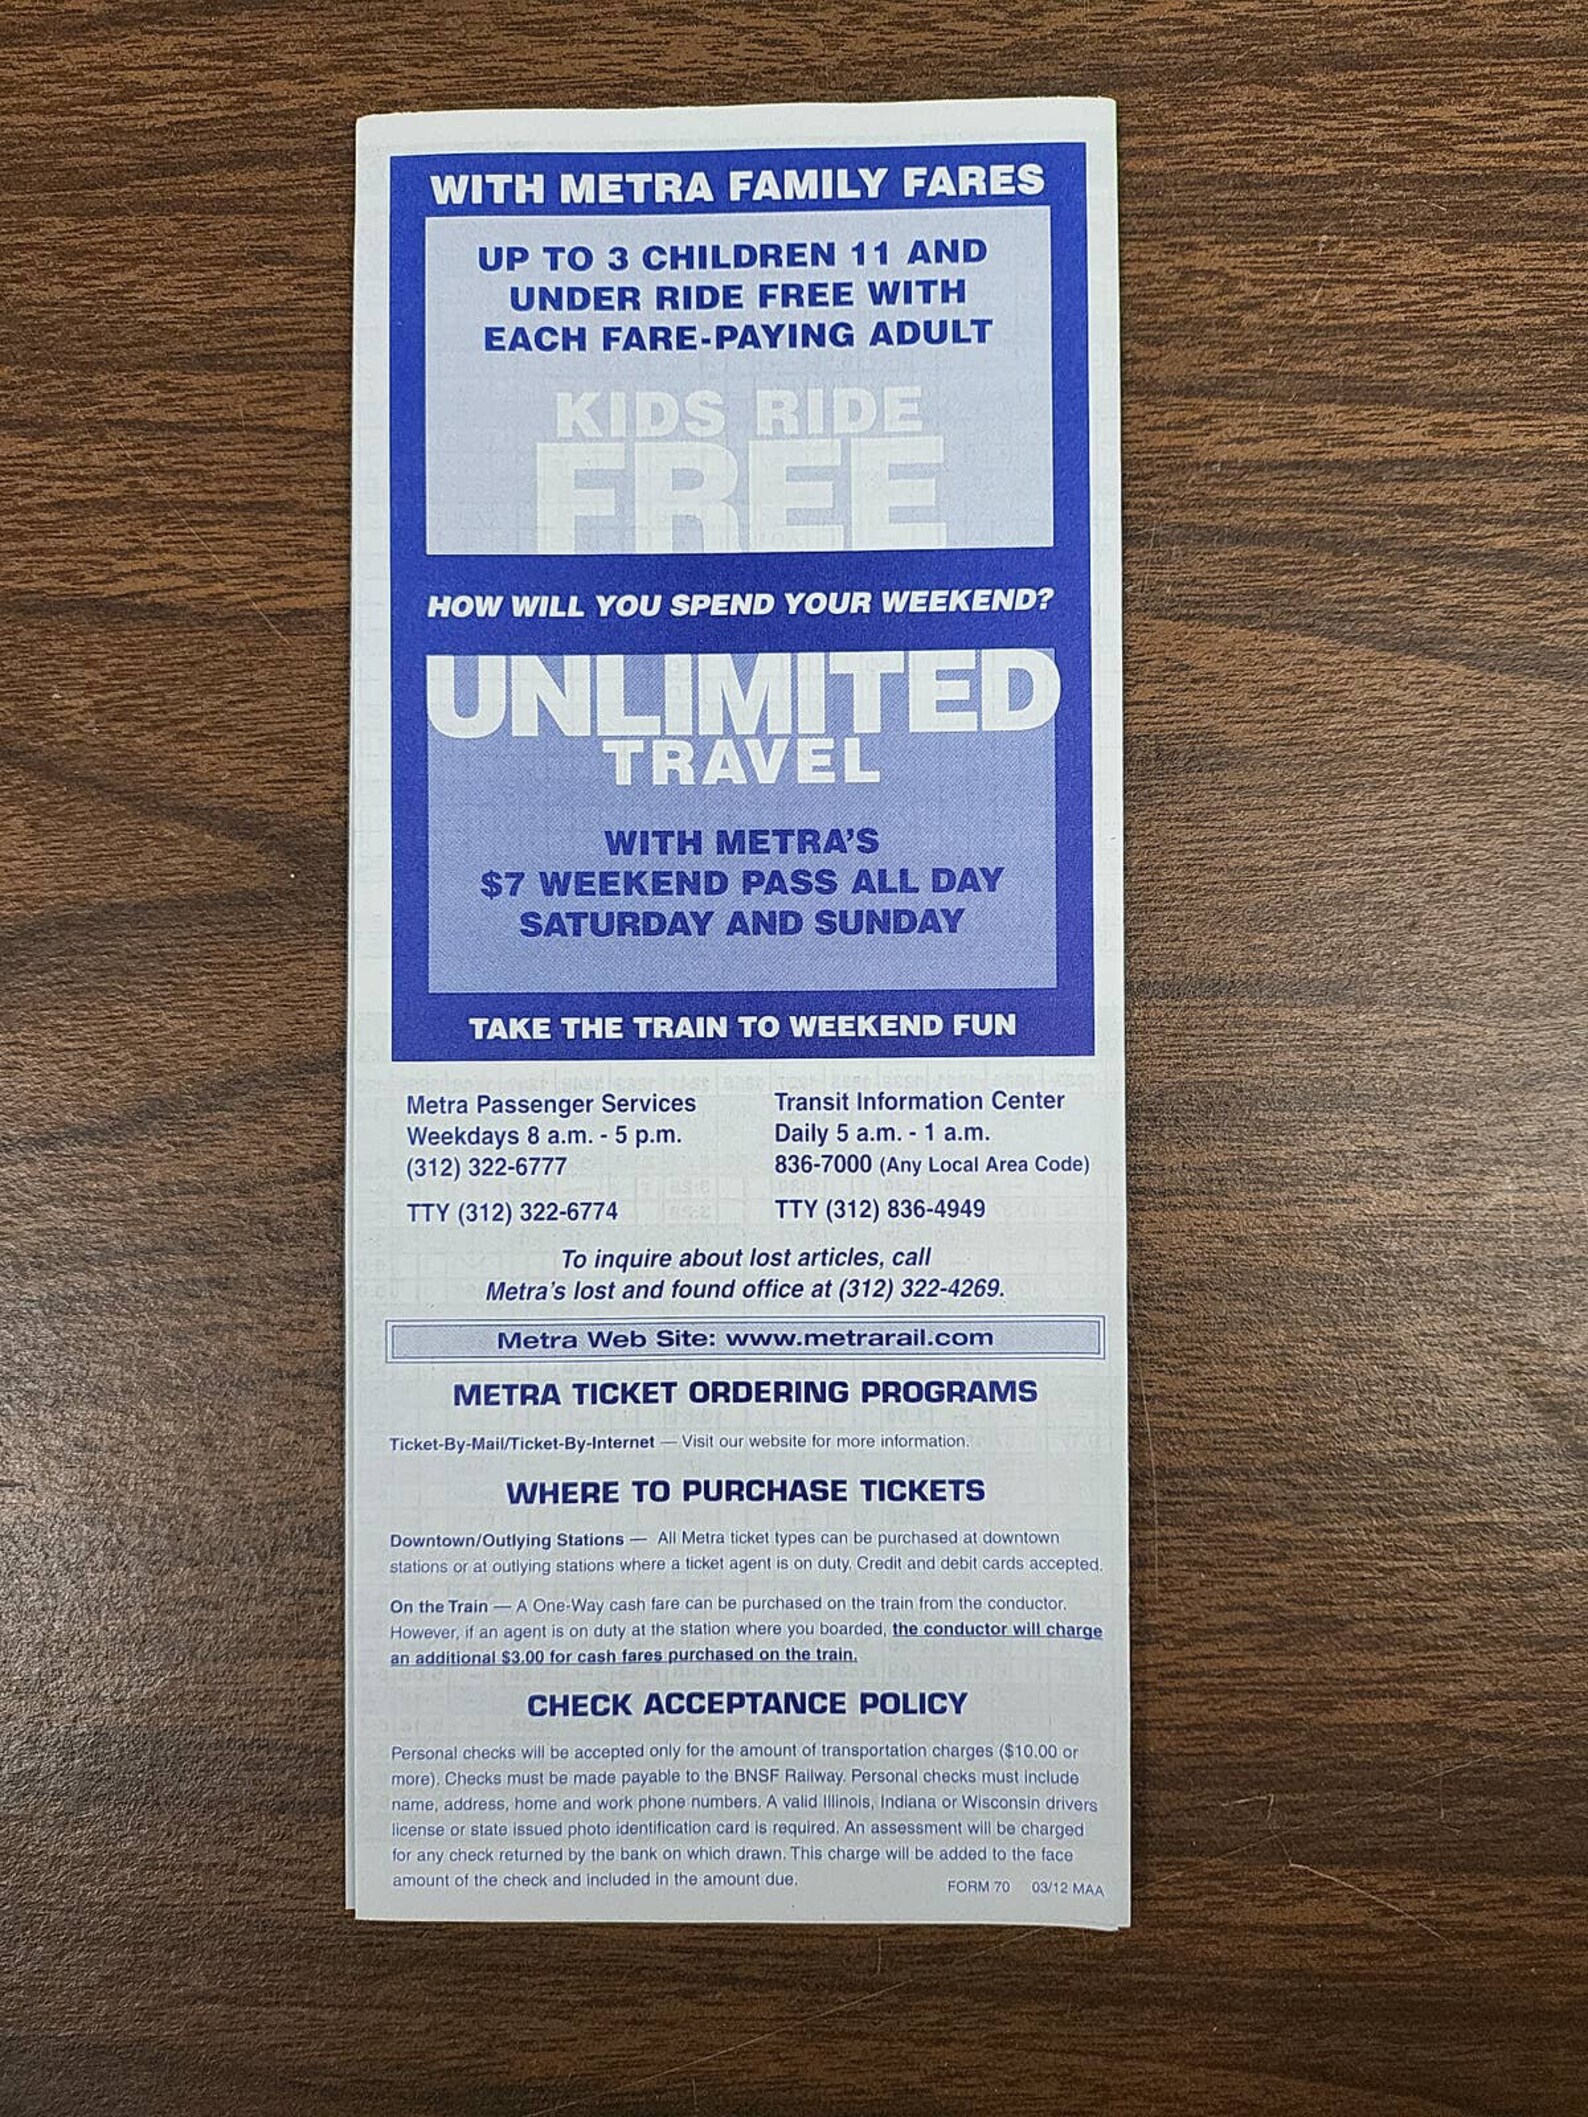 WITH METRA FAMILY FARES
UP TO 3 CHILDREN 11 AND
UNDER RIDE FREE WITH
EACH FARE-PAYING ADULT
KIDS RIDE
FREE
HOW WILL YOU SPEND YOUR WEEKEND?
UNLIMITED
TRAVEL
WITH METRA'S
$7 WEEKEND PASS ALL DAY
SATURDAY AND SUNDAY
TAKE THE TRAIN TO WEEKEND FUN
Metra Passenger Services
Weekdays 8 a.m. - 5 p.m.
(312) 322-6777
TTY (312) 322-6774
Transit Information Center
Daily 5 a.m. - 1 a.m.
836-7000 (Any Local Area Code)
TTY (312) 836-4949
To inquire about lost articles, call
Metra's lost and found office at (312) 322-4269.
Metra Web Site: www.metrarail.com
METRA TICKET ORDERING PROGRAMS
Ticket-By-Mail/Ticket-By-Internet — Visit our website for more information.
WHERE TO PURCHASE TICKETS
Downtown/Outlying Stations — All Metra ticket types can be purchased at downtown
stations or at outlying stations where a ticket agent is on duty. Credit and debit cards accepted.
On the Train — A One-Way cash fare can be purchased on the train from the conductor.
However, if an agent is on duty at the station where you boarded, the conductor will charge
an additional $3.00 for cash fares purchased on the train.
CHECK ACCEPTANCE POLICY
Personal checks will be accepted only for the amount of transportation charges ($10.00 or
more). Checks must be made payable to the BNSF Railway. Personal checks must include
name, address, home and work phone numbers. A valid Illinois, Indiana or Wisconsin drivers
license or state issued photo identification card is required. An assessment will be charged
for any check returned by the bank on which drawn. This charge will be added to the face
amount of the check and included in the amount due.
FORM 70 03/12 MAA